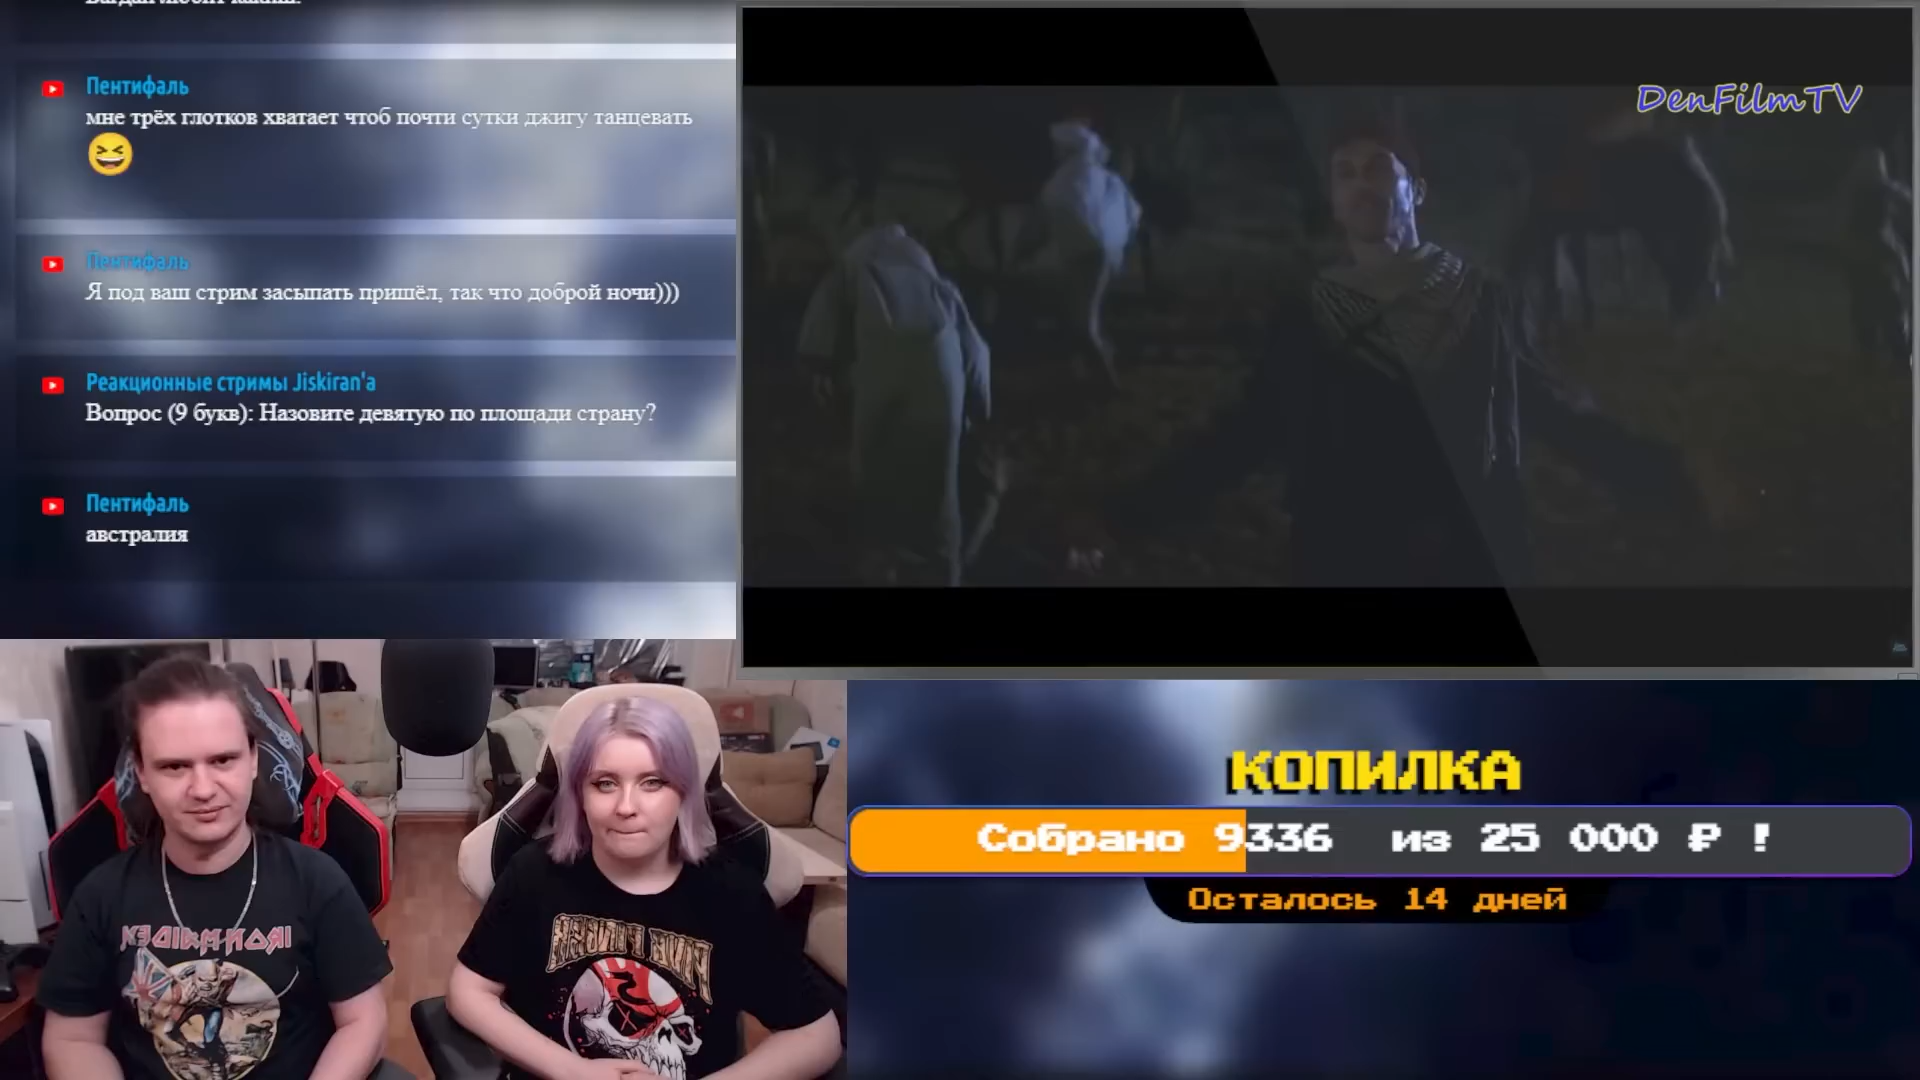 Пентифаль
мне трёх глотков хватает чтоб почти сутки джигу танцевать
Пентифаль
Я под ваш стрим засыпать пришёл, так что доброй ночи)))
Реакционные стримы Jiskiran'a
Вопрос (9 букв): Назовите девятую по площади страну?
Пентифаль
австралия
DenFilmTV
КОПИЛКА
Собрано 9336 из 25 000 ₽ !
Осталось 14 дней
IRON MAIDEN